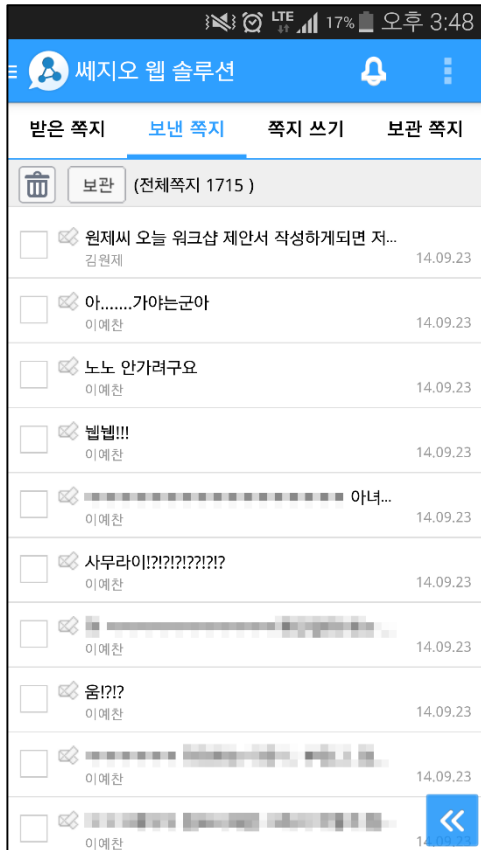 LTE 17% 오후 3:48
쎄지오 웹 솔루션
받은 쪽지 보낸 쪽지 쪽지 쓰기 보관 쪽지
보관 (전체쪽지 1715 )
원제씨 오늘 워크샵 제안서 작성하게되면 저...
김원제 14.09.23
아.......가야는군아
이예찬 14.09.23
노노 안가려구요
이예찬 14.09.23
넵넵!!!
이예찬 14.09.23
아녀...
이예찬 14.09.23
사무라이!?!?!?!??!?!?
이예찬 14.09.23
이예찬 14.09.23
움!?!?
이예찬 14.09.23
이예찬 14.09.23
이예찬 14.09.23